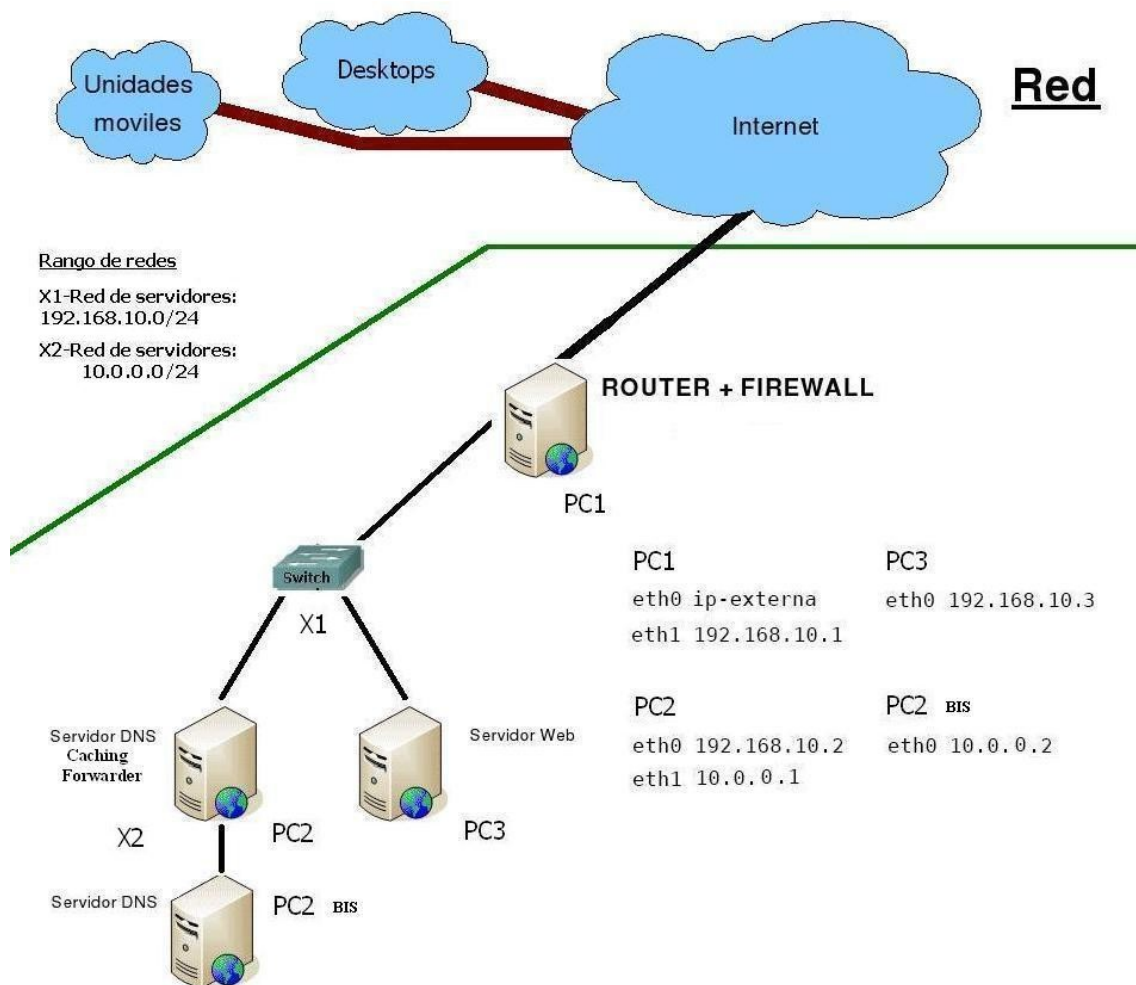 Unidades
moviles
Desktops
Internet
Red
Rango de redes
X1-Red de servidores:
192.168.10.0/24
X2-Red de servidores:
10.0.0.0/24
ROUTER + FIREWALL
PC1
Switch
X1
Servidor DNS
Caching
Forwarder
X2
PC2
Servidor Web
PC3
Servidor DNS
PC2 BIS
PC1
eth0 ip-externa
eth1 192.168.10.1
PC3
eth0 192.168.10.3
PC2
eth0 192.168.10.2
eth1 10.0.0.1
PC2 BIS
eth0 10.0.0.2